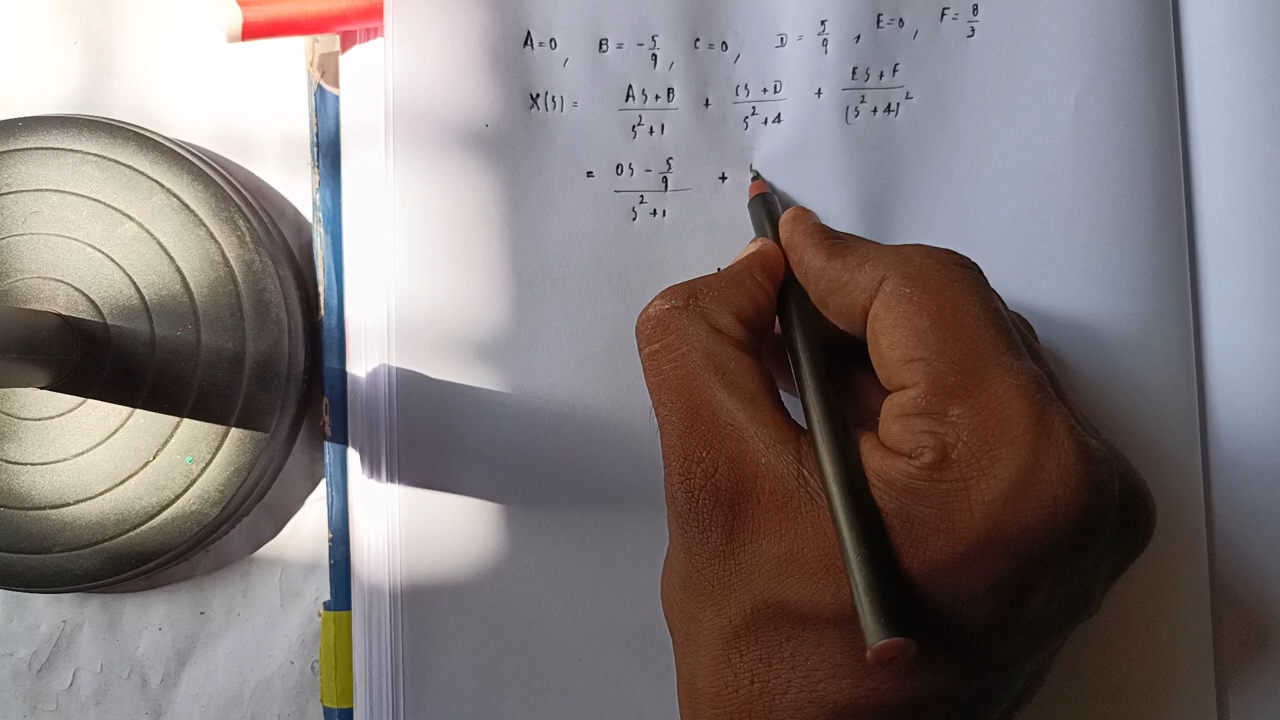 A=0, B = -5/9, C=0, D = 5/9, E=0, F= 8/3
X(s) = As+B/s²+1 + Cs+D/s²+4 + Es+F/(s²+4)²
= 0s - 5/9/s²+1 +